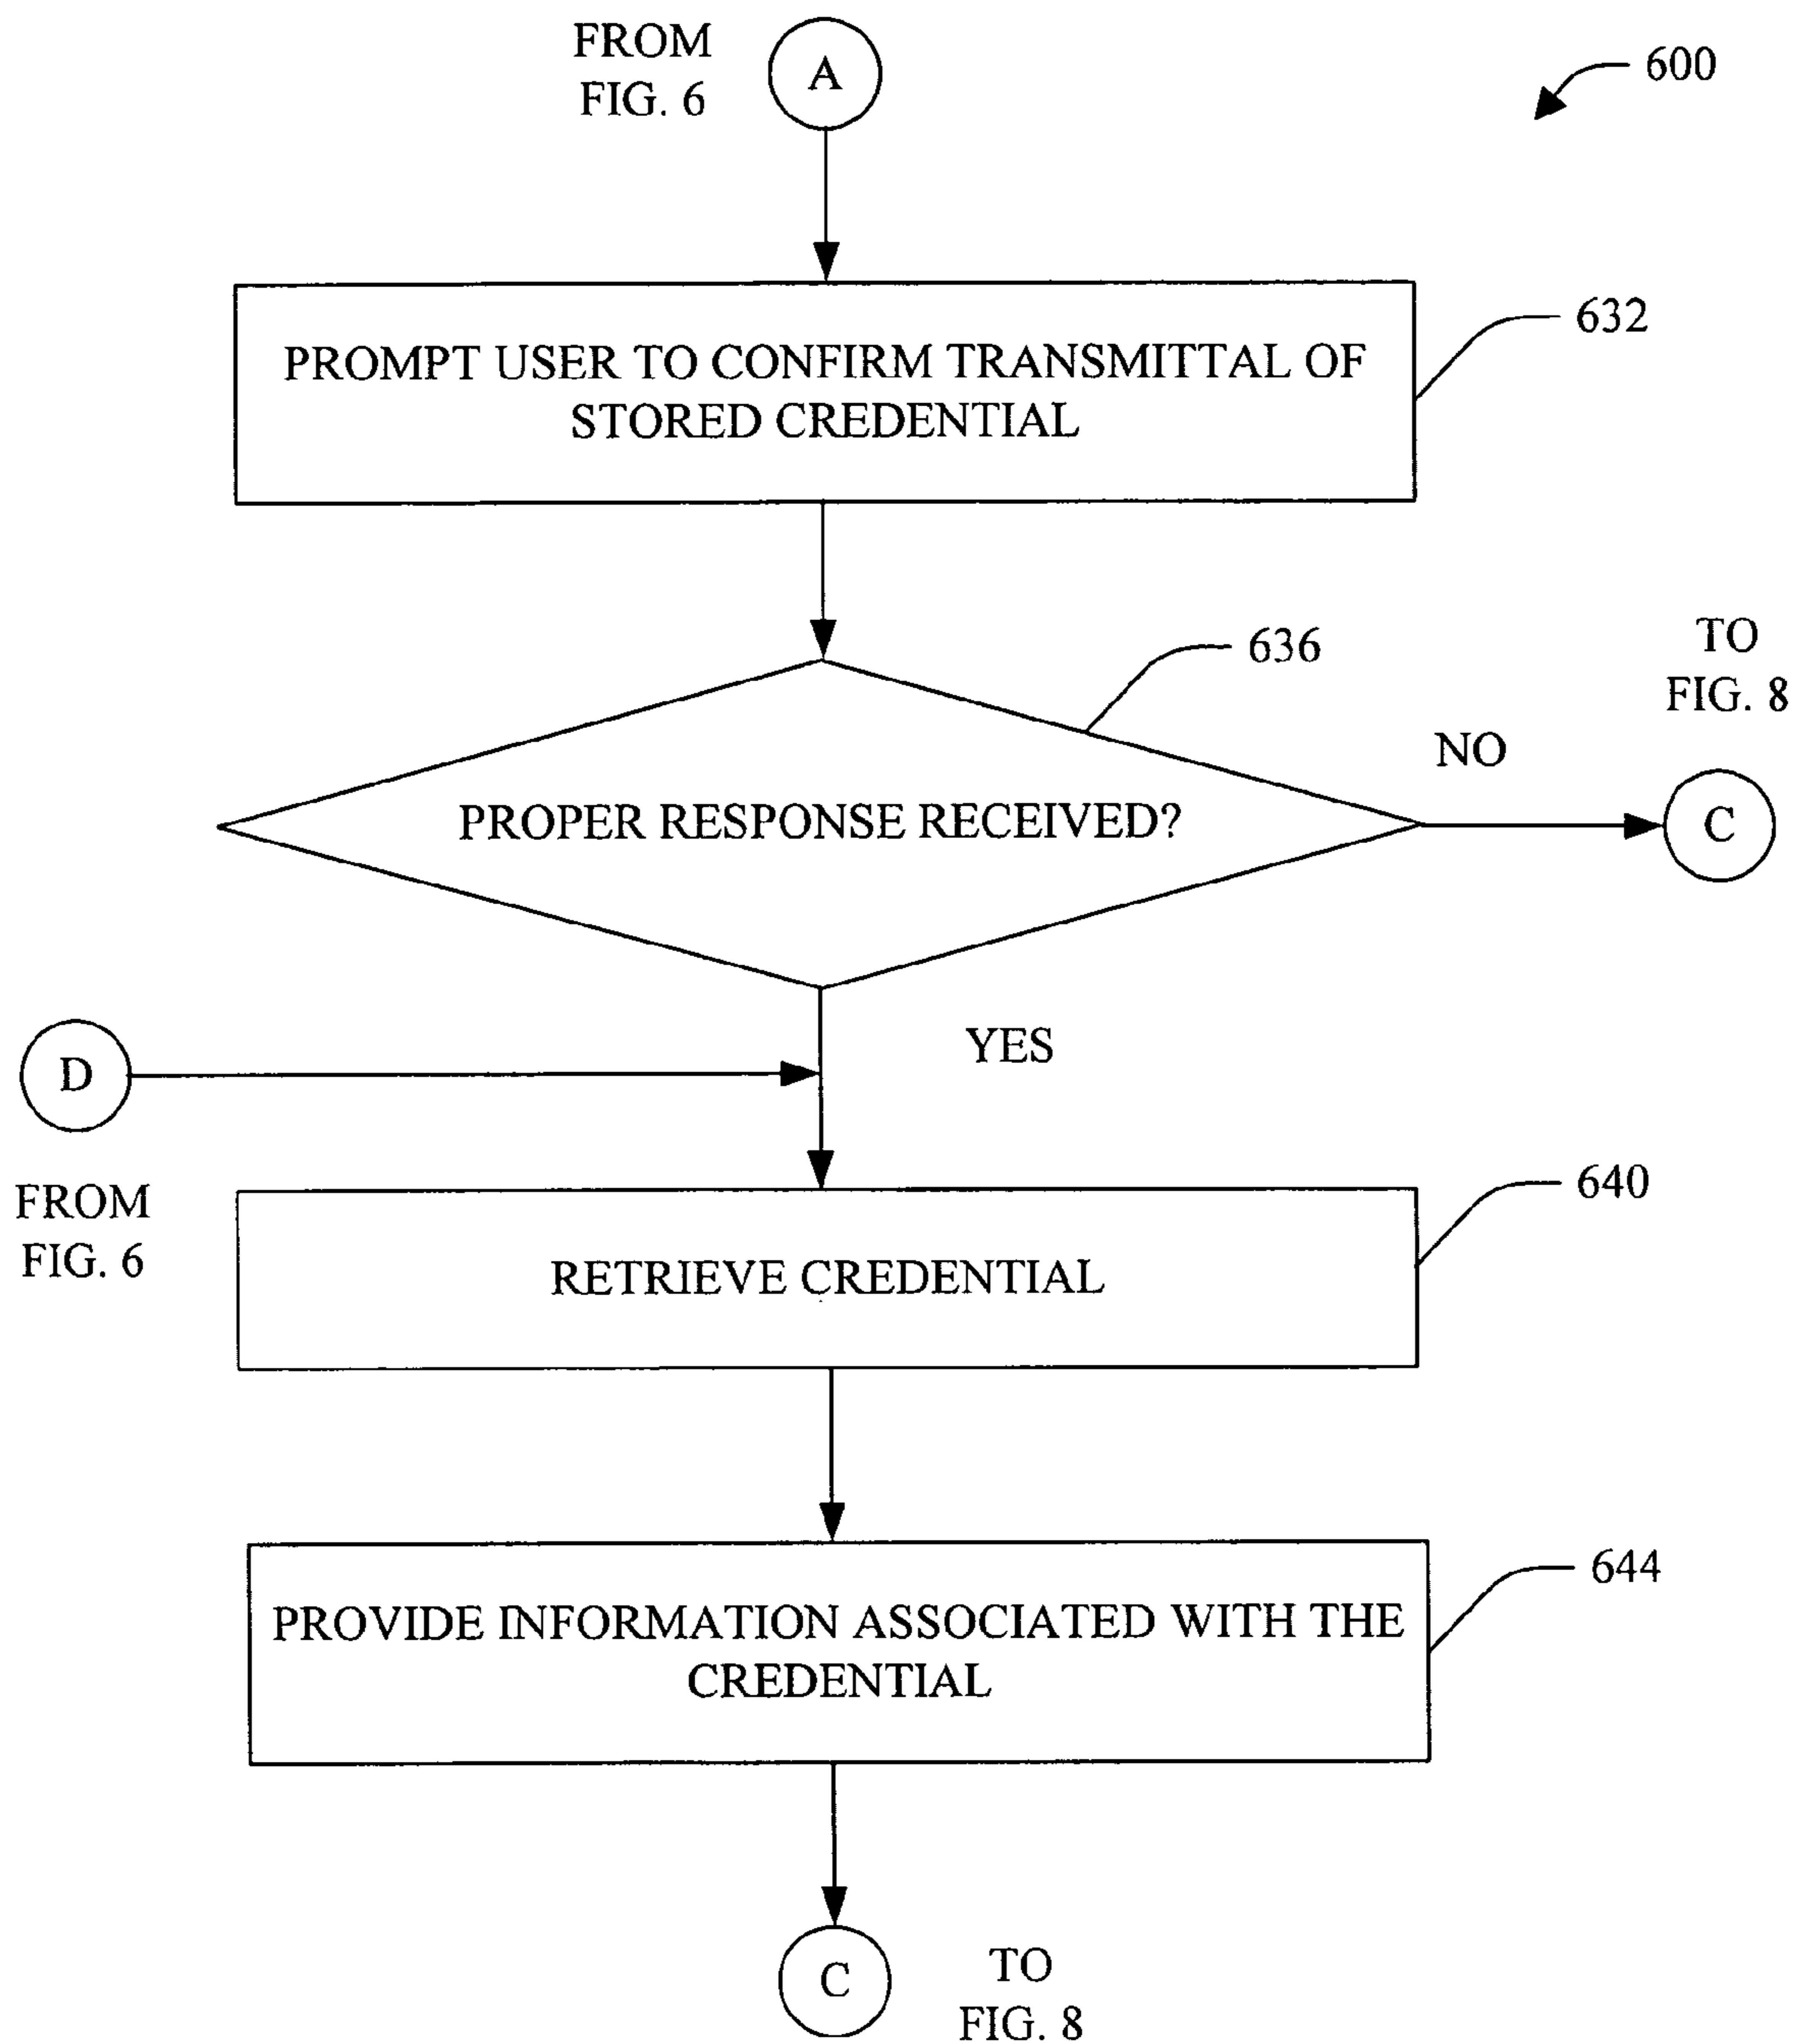 FROM
FIG. 6
A
600
PROMPT USER TO CONFIRM TRANSMITTAL OF
STORED CREDENTIAL
632
636
TO
FIG. 8
NO
PROPER RESPONSE RECEIVED?
C
YES
D
FROM
FIG. 6
640
RETRIEVE CREDENTIAL
644
PROVIDE INFORMATION ASSOCIATED WITH THE
CREDENTIAL
C
TO
FIG. 8